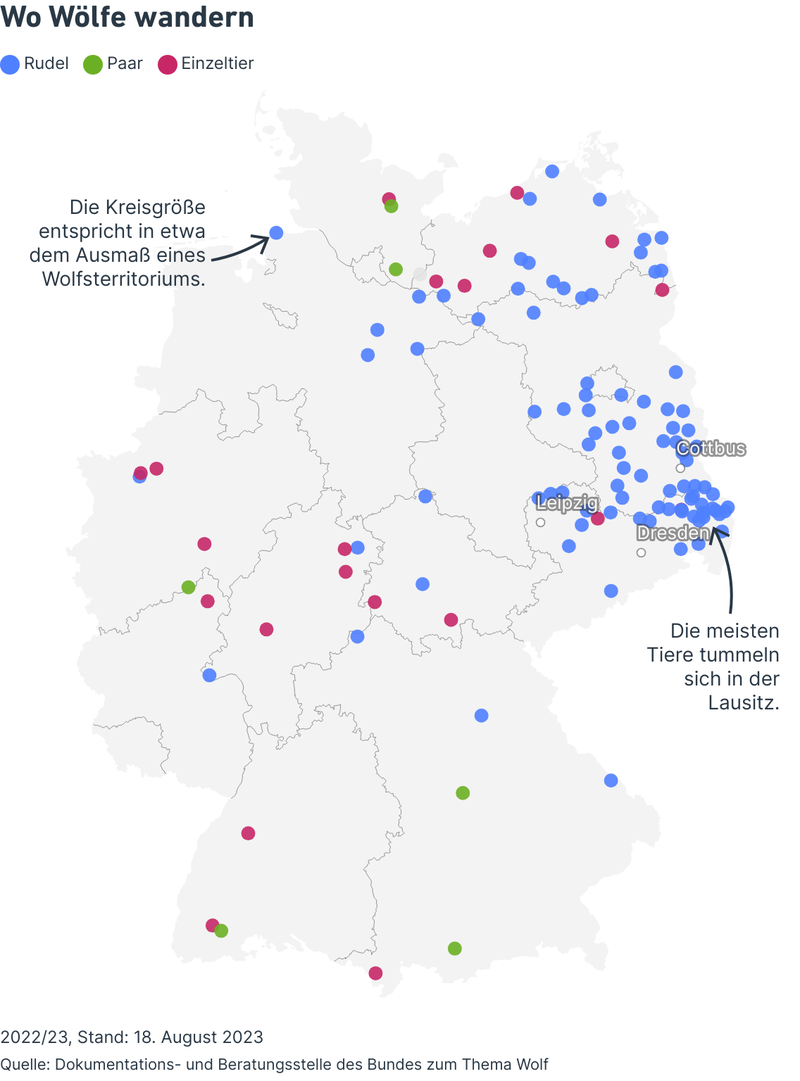 Wo Wölfe wandern
Rudel Paar Einzeltier
Die Kreisgröße
entspricht in etwa
dem Ausmaß eines
Wolfsterritoriums.
Cottbus
Leipzig
Dresden
Die meisten
Tiere tummeln
sich in der
Lausitz.
2022/23, Stand: 18. August 2023
Quelle: Dokumentations- und Beratungsstelle des Bundes zum Thema Wolf